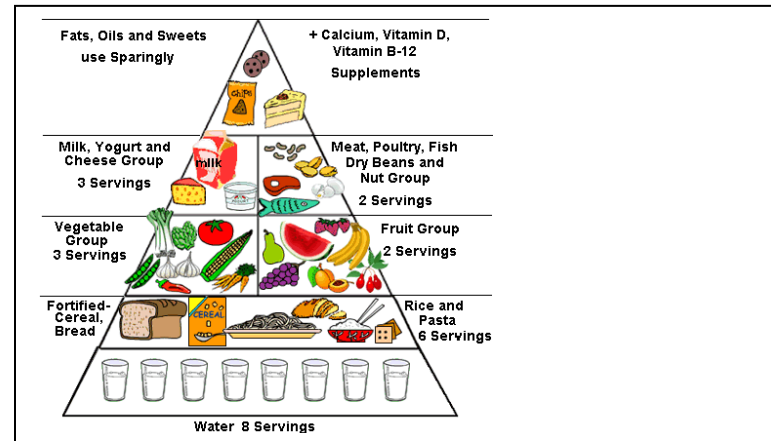 Fats, Oils and Sweets
use Sparingly
+ Calcium, Vitamin D,
Vitamin B-12
Supplements
chips
Milk, Yogurt and
Cheese Group
3 Servings
milk
Meat, Poultry, Fish
Dry Beans and
Nut Group
2 Servings
Vegetable
Group
3 Servings
Fruit Group
2 Servings
Fortified-
Cereal,
Bread
CEREAL
Rice and
Pasta
6 Servings
Water 8 Servings